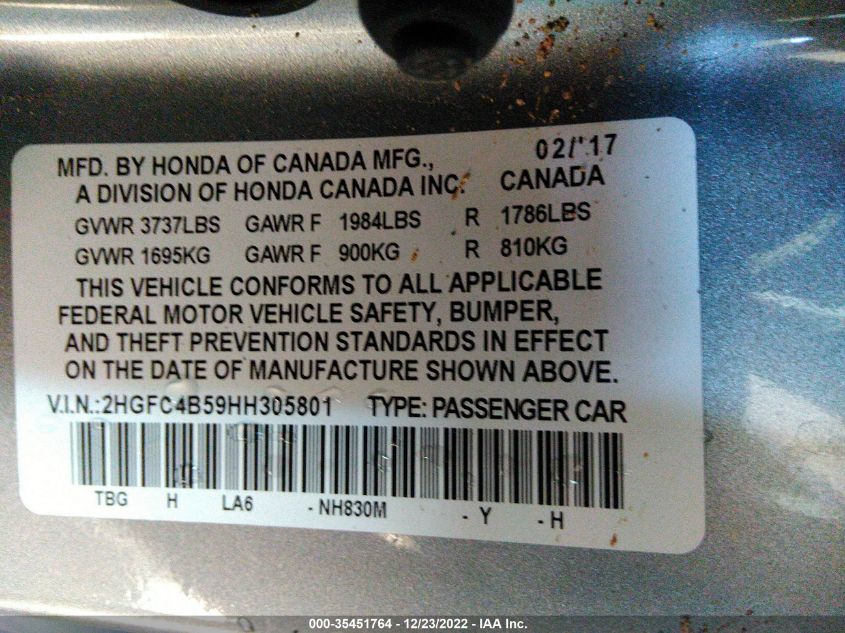 02/'17
MFD. BY HONDA OF CANADA MFG.,
A DIVISION OF HONDA CANADA INC. CANADA
GVWR 3737LBS GAWR F 1984LBS R 1786LBS
GVWR 1695KG GAWR F 900KG R 810KG
THIS VEHICLE CONFORMS TO ALL APPLICABLE
FEDERAL MOTOR VEHICLE SAFETY, BUMPER,
AND THEFT PREVENTION STANDARDS IN EFFECT
ON THE DATE OF MANUFACTURE SHOWN ABOVE.
V.I.N.:2HGFC4B59HH305801 TYPE: PASSENGER CAR
TBG H LA6 - NH830M - Y - H
000-35451764 - 12/23/2022 - IAA Inc.